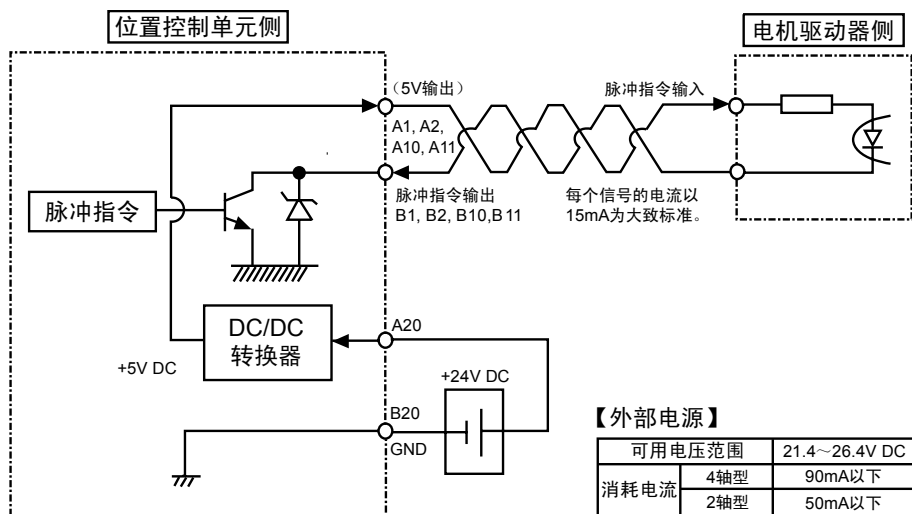 位置控制单元侧
电机驱动器侧
（5V输出）
脉冲指令输入
A1, A2,
A10, A11
脉冲指令
脉冲指令输出
B1, B2, B10,B11
每个信号的电流以
15mA为大致标准。
DC/DC
转换器
A20
+5V DC
+24V DC
B20
GND
【外部电源】
可用电压范围 21.4～26.4V DC
消耗电流 4轴型 90mA以下
2轴型 50mA以下